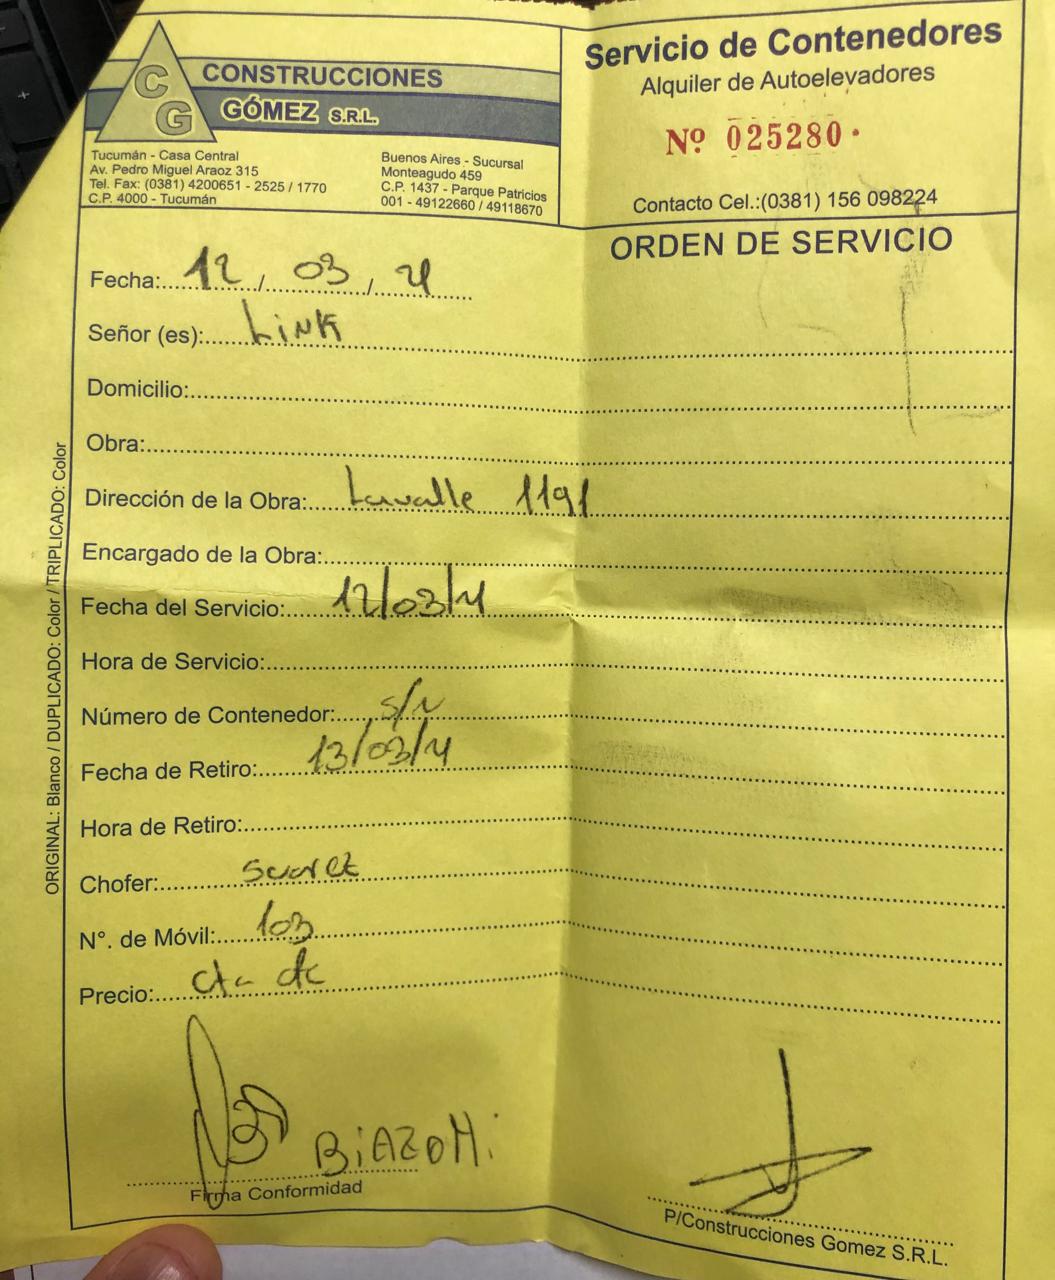 CG
CONSTRUCCIONES
GÓMEZ S.R.L.
Tucumán - Casa Central
Av. Pedro Miguel Araoz 315
Tel. Fax: (0381) 4200651 - 2525 / 1770
C.P. 4000 - Tucumán
Buenos Aires - Sucursal
Monteagudo 459
C.P. 1437 - Parque Patricios
001 - 49122660 / 49118670
Servicio de Contenedores
Alquiler de Autoelevadores
Nº 025280
Contacto Cel.:(0381) 156 098224
ORDEN DE SERVICIO
Fecha: 12 / 03 / 21
Señor (es): Link
Domicilio:
Obra:
Dirección de la Obra: Lavalle 1191
Encargado de la Obra:
Fecha del Servicio: 12/03/21
Hora de Servicio:
Número de Contenedor: S/N
Fecha de Retiro: 13/03/21
Hora de Retiro:
Chofer: Suarez
N°. de Móvil: 103
Precio: cta cte
Firma Conformidad
P/Construcciones Gomez S.R.L.
ORIGINAL: Blanco / DUPLICADO: Color / TRIPLICADO: Color